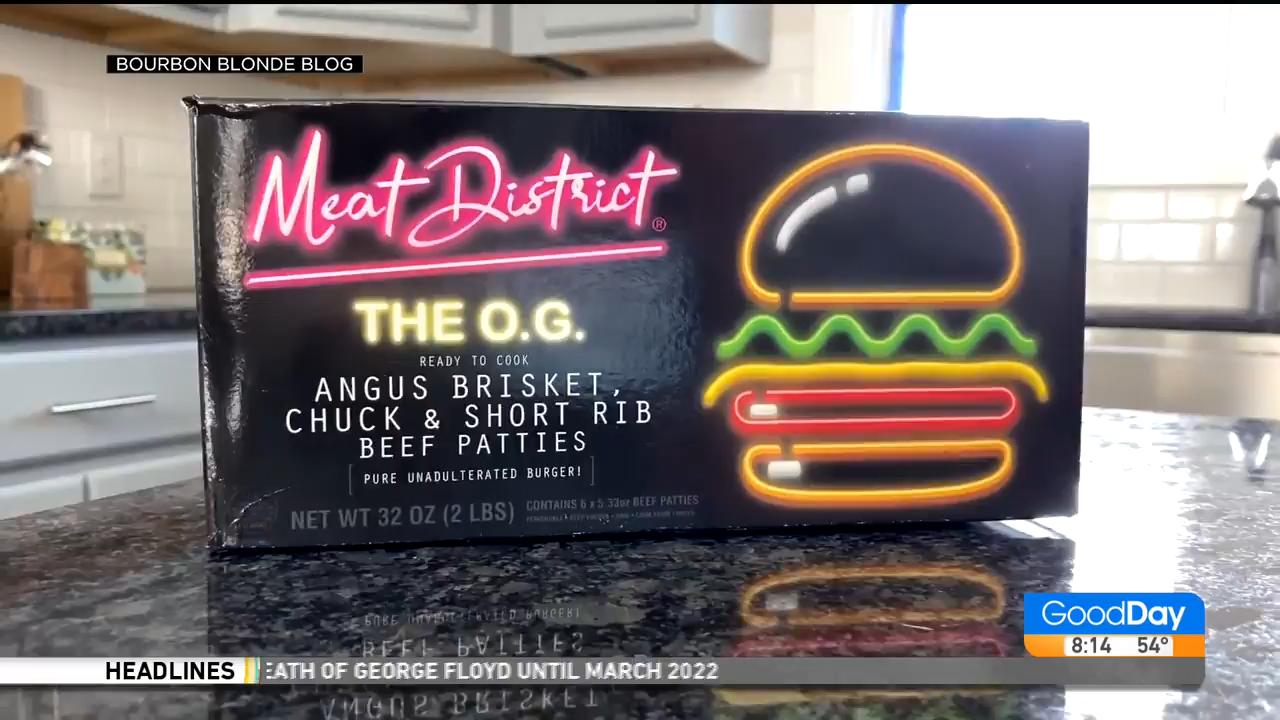 BOURBON BLONDE BLOG
Meat District®
THE O.G.
READY TO COOK
ANGUS BRISKET,
CHUCK & SHORT RIB
BEEF PATTIES
[PURE UNADULTERATED BURGER!]
NET WT 32 OZ (2 LBS)
CONTAINS 6 x 5.33oz BEEF PATTIES
GoodDay
8:14 54°
HEADLINES EATH OF GEORGE FLOYD UNTIL MARCH 2022